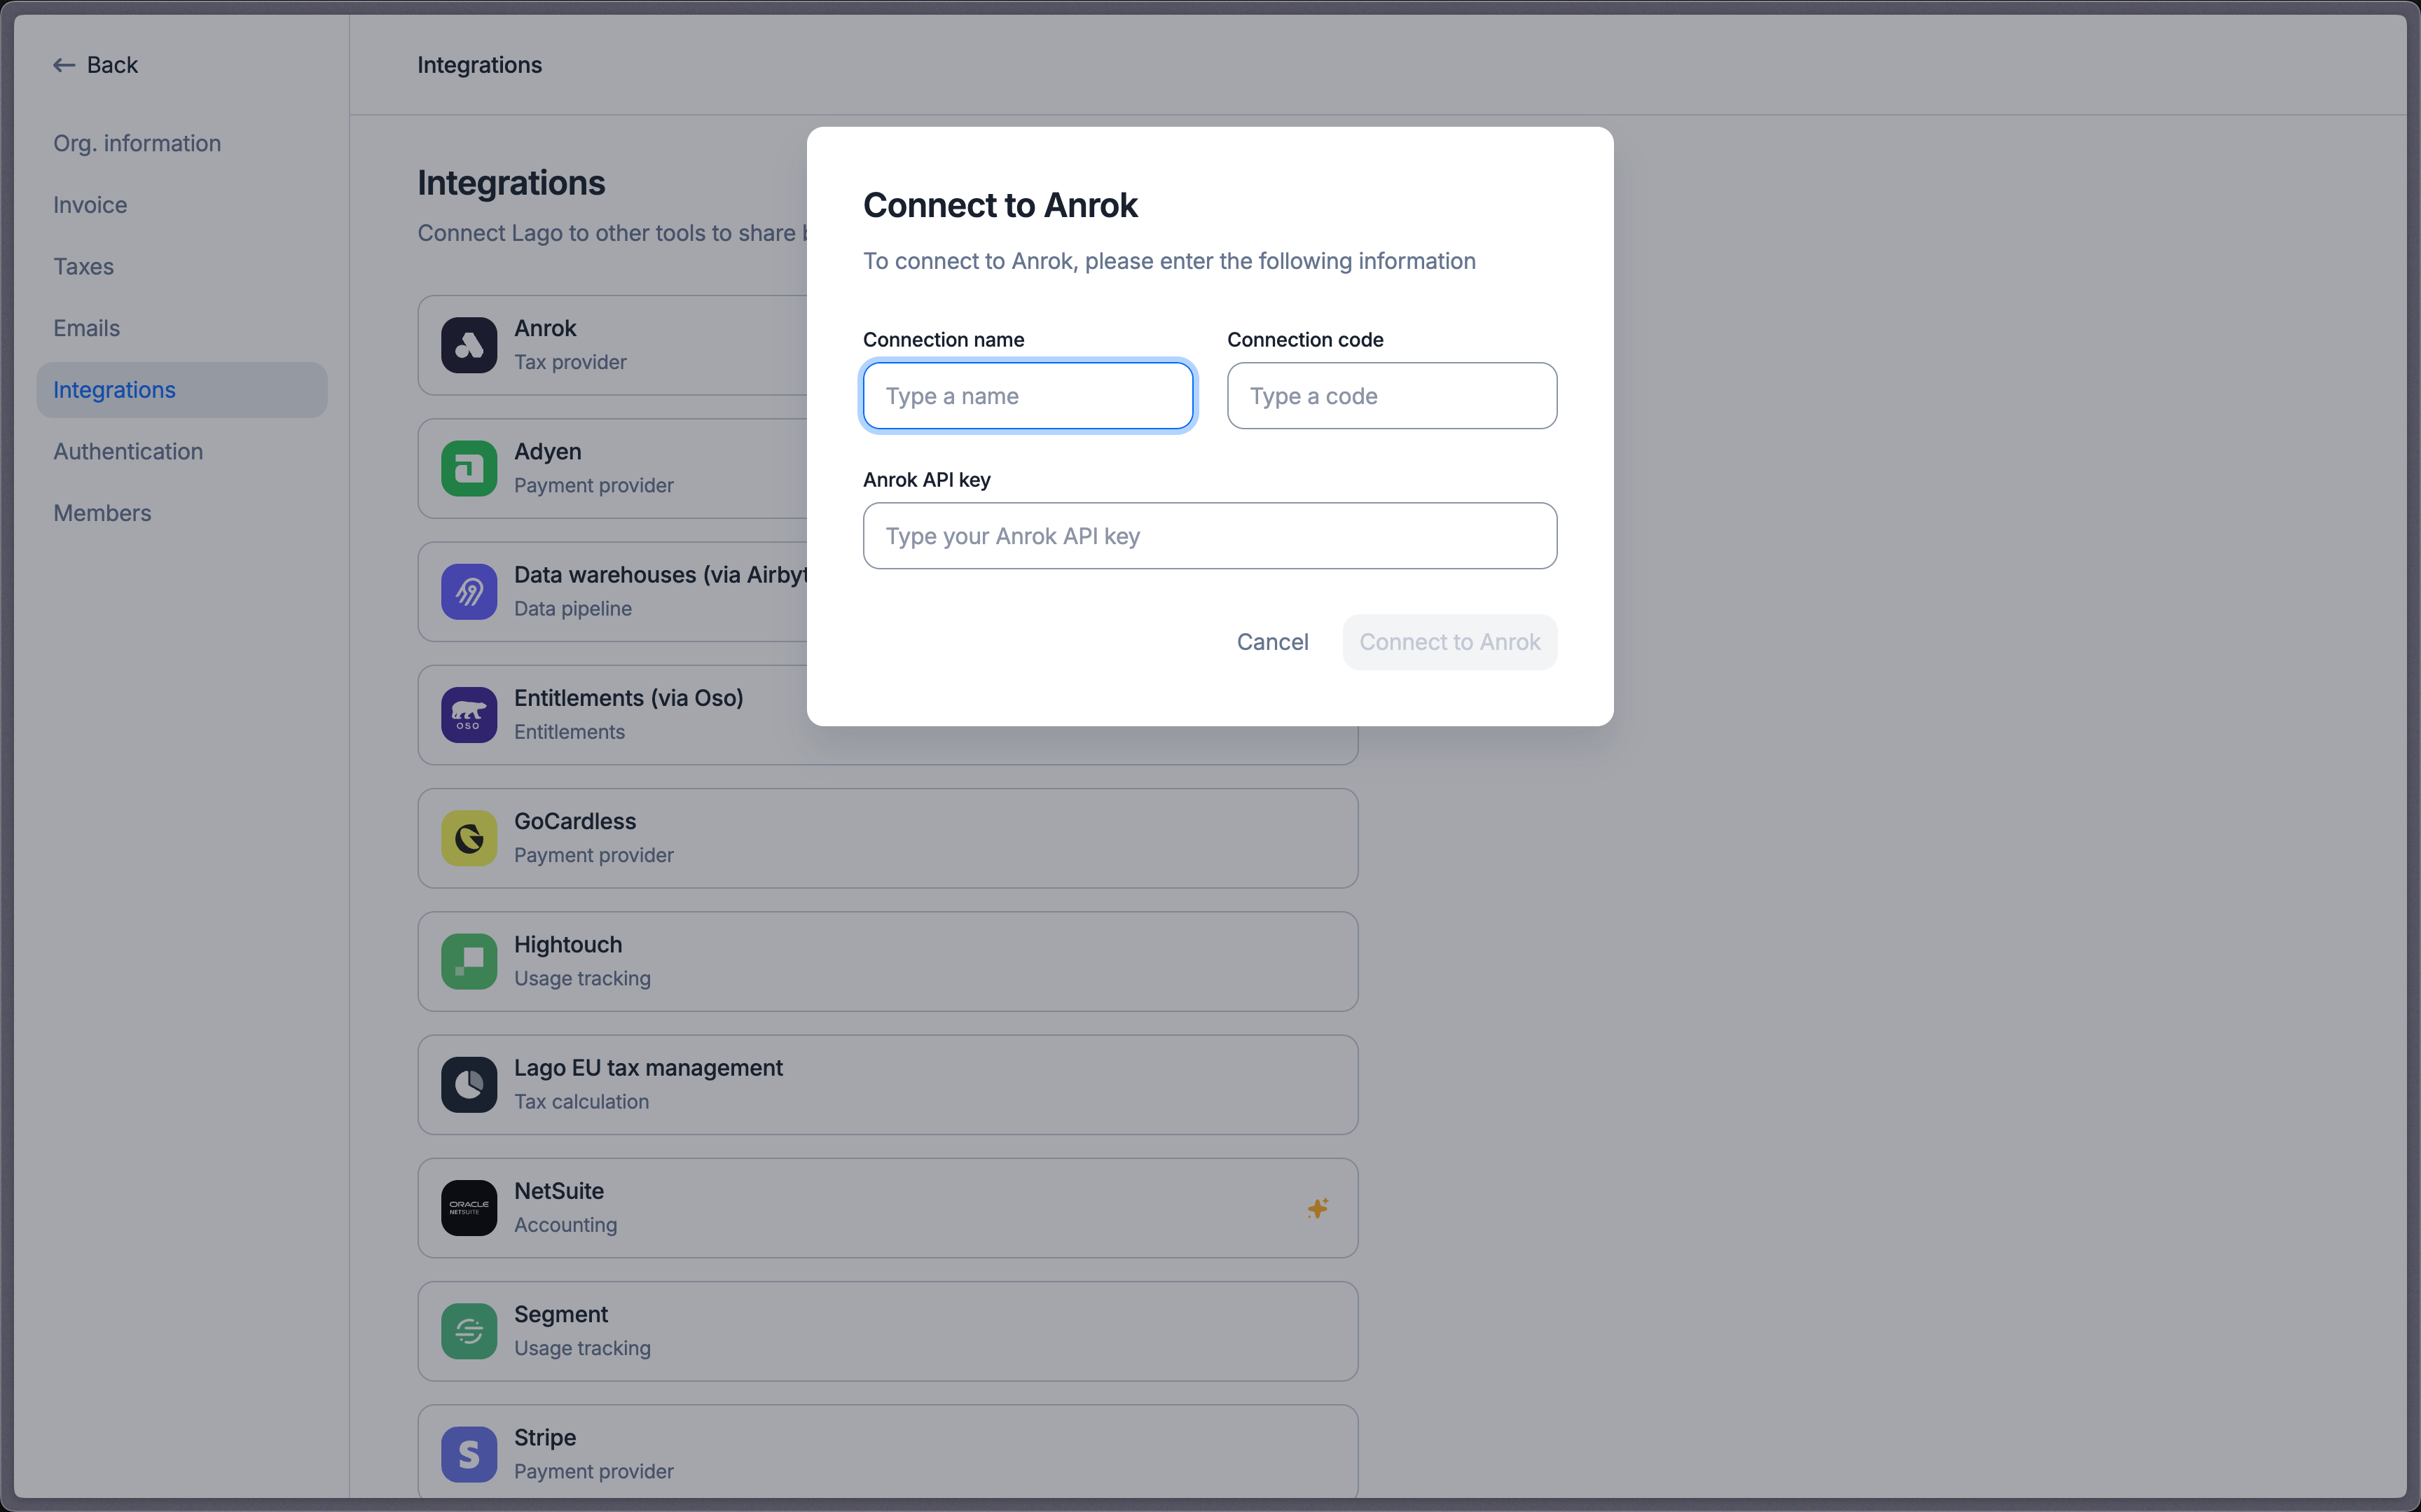 Back
Org. information
Invoice
Taxes
Emails
Integrations
Authentication
Members
Integrations
Integrations
Connect Lago to other tools to share
Anrok
Tax provider
Adyen
Payment provider
Data warehouses (via Airbyt
Data pipeline
Entitlements (via Oso)
Entitlements
OSO
GoCardless
Payment provider
Hightouch
Usage tracking
Lago EU tax management
Tax calculation
ORACLE
NETSUITE
NetSuite
Accounting
Segment
Usage tracking
S
Stripe
Payment provider
Connect to Anrok
To connect to Anrok, please enter the following information
Connection name
Connection code
Type a name
Type a code
Anrok API key
Type your Anrok API key
Cancel
Connect to Anrok